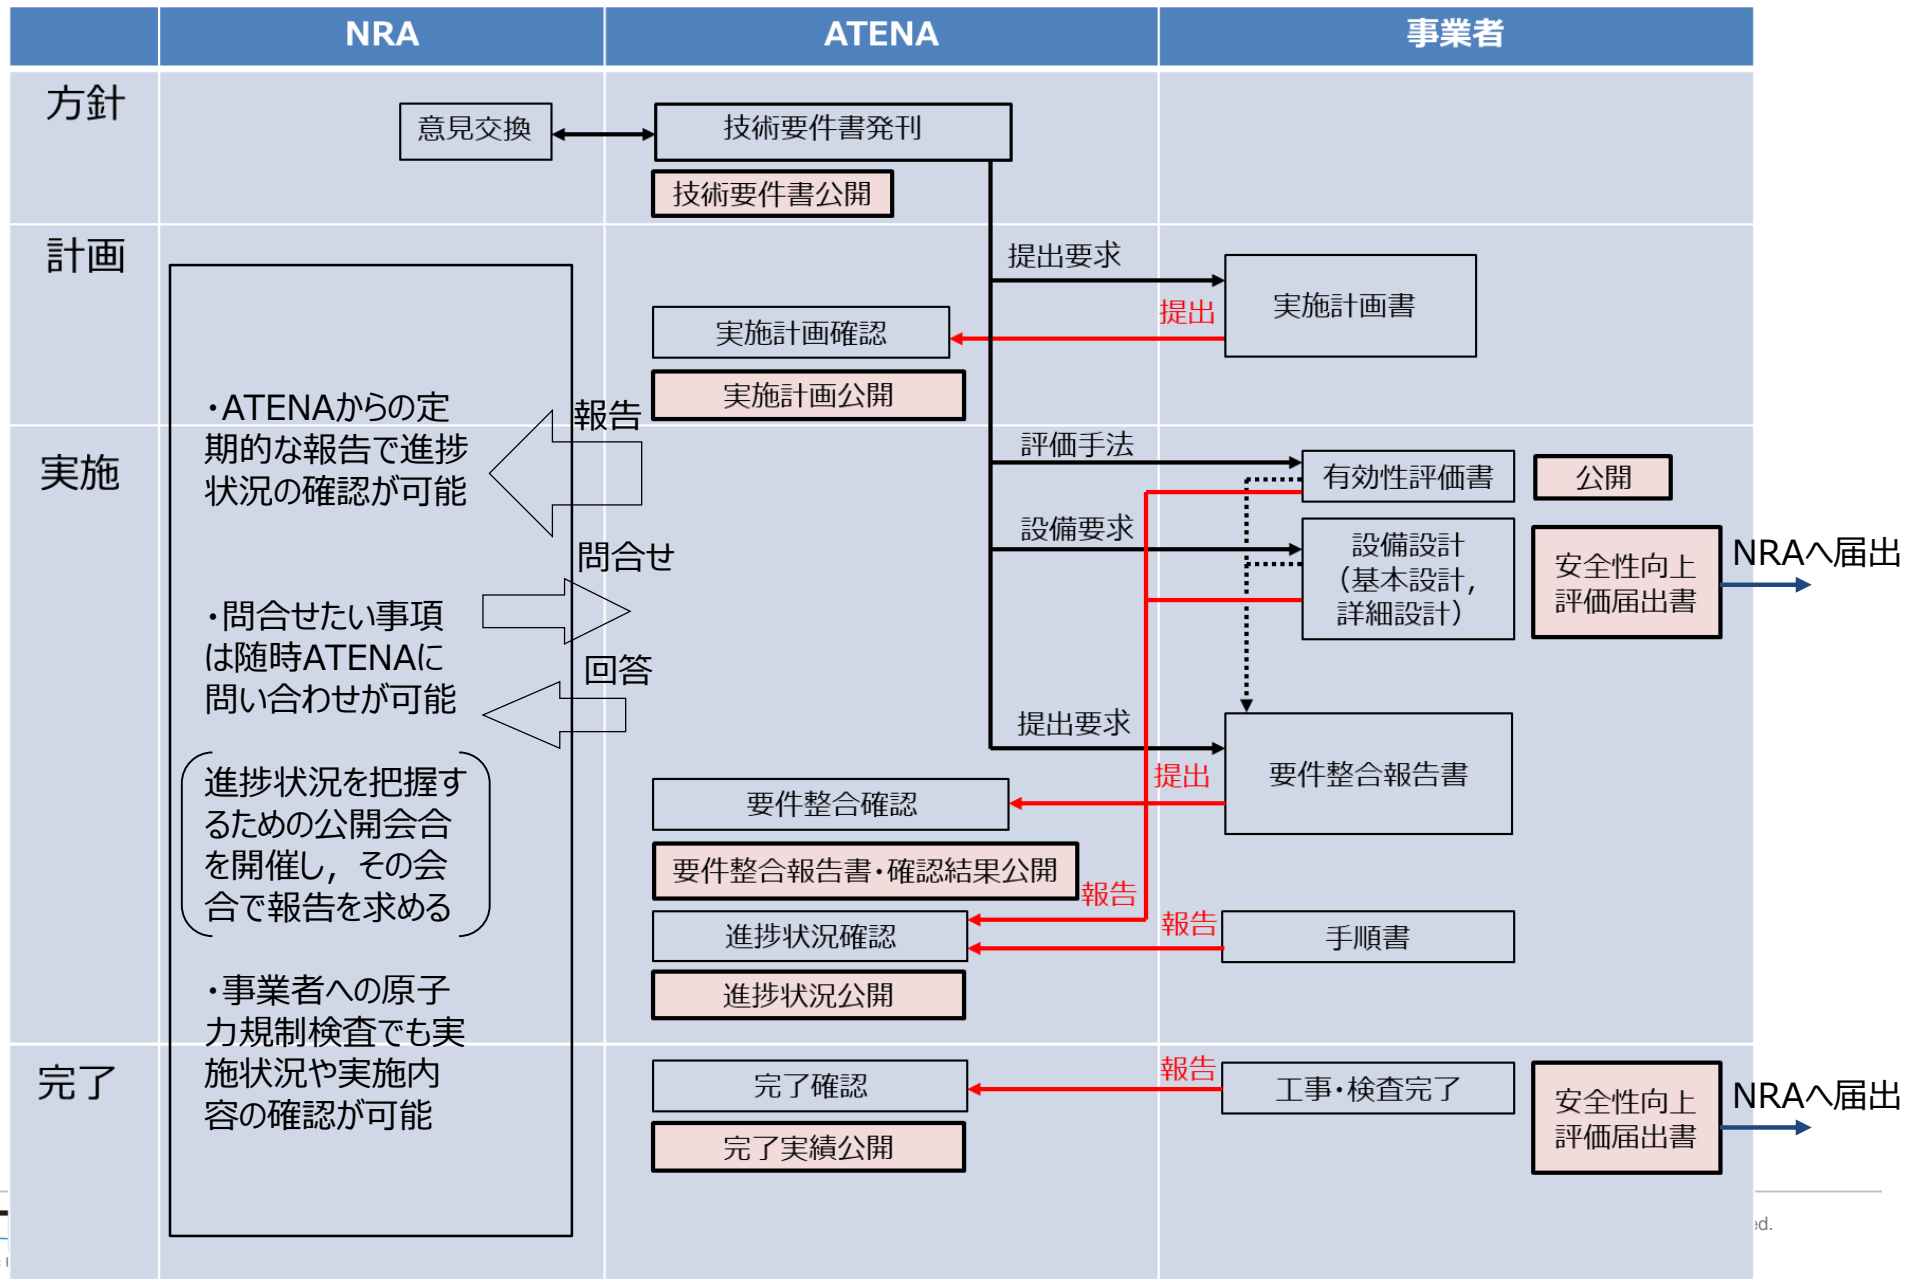 NRA
ATENA
事業者
方針
意見交換
技術要件書発刊
技術要件書公開
計画
提出要求
実施計画書
提出
実施計画確認
実施計画公開
・ATENAからの定
期的な報告で進捗
状況の確認が可能
報告
実施
評価手法
有効性評価書
公開
設備要求
設備設計
（基本設計，
詳細設計）
安全性向上
評価届出書
NRAへ届出
問合せ
・問合せたい事項
は随時ATENAに
問い合わせが可能
回答
提出要求
要件整合報告書
提出
要件整合確認
進捗状況を把握す
るための公開会合
を開催し，その会
合で報告を求める
要件整合報告書・確認結果公開
報告
進捗状況確認
報告
手順書
進捗状況公開
・事業者への原子
力規制検査でも実
施状況や実施内
容の確認が可能
完了
完了確認
報告
工事・検査完了
安全性向上
評価届出書
NRAへ届出
完了実績公開
ed.